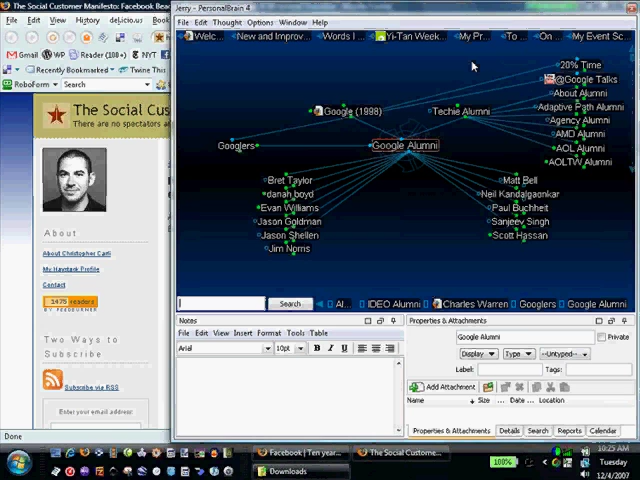 The Social Customer Manifesto: Facebook Beac
File Edit View History
Bookmarks del.icio.us
Gmail WP Reader (100+) NYT
Recently Bookmarked Twine This
RoboForm
The Social Cus
There are no spectators a
About
About Christopher Carfi
My Haystack Profile
Contact
1475 readers
BY FEEDBURNER
Two Ways to
Subscribe
Subscribe via RSS
Enter your email address:
Done
Jerry - PersonalBrain 4
File Edit Thought Options Window Help
Welc...
New and Improv...
Words I ...
Yi-Tan Week...
My Pr...
To ...
On ...
My Event Sc
20% Time
@Google Talks
About Alumni
Adaptive Path Alumni
Agency Alumni
AMD Alumni
AOL Alumni
AOLTW Alumni
Google (1998)
Techie Alumni
Googlers
Google Alumni
Bret Taylor
danah boyd
Evan Williams
Jason Goldman
Jason Shellen
Jim Norris
Matt Bell
Neil Kandalgaonkar
Paul Buchheit
Sanjeev Singh
Scott Hassan
Search
Al...
IDEO Alumni
Charles Warren
Googlers
Google Alumni
Notes
File Edit View Insert Format Tools Table
Arial 10pt B I U
Properties & Attachments
Google Alumni
Private
Display Type --Untyped--
Label: Tags:
Add Attachment
Name Size ... Date ... Location
Properties & Attachments Details Search Reports Calendar
Facebook | Ten year...
The Social Custome...
Downloads
100%
10:25 AM
Tuesday
12/4/2007